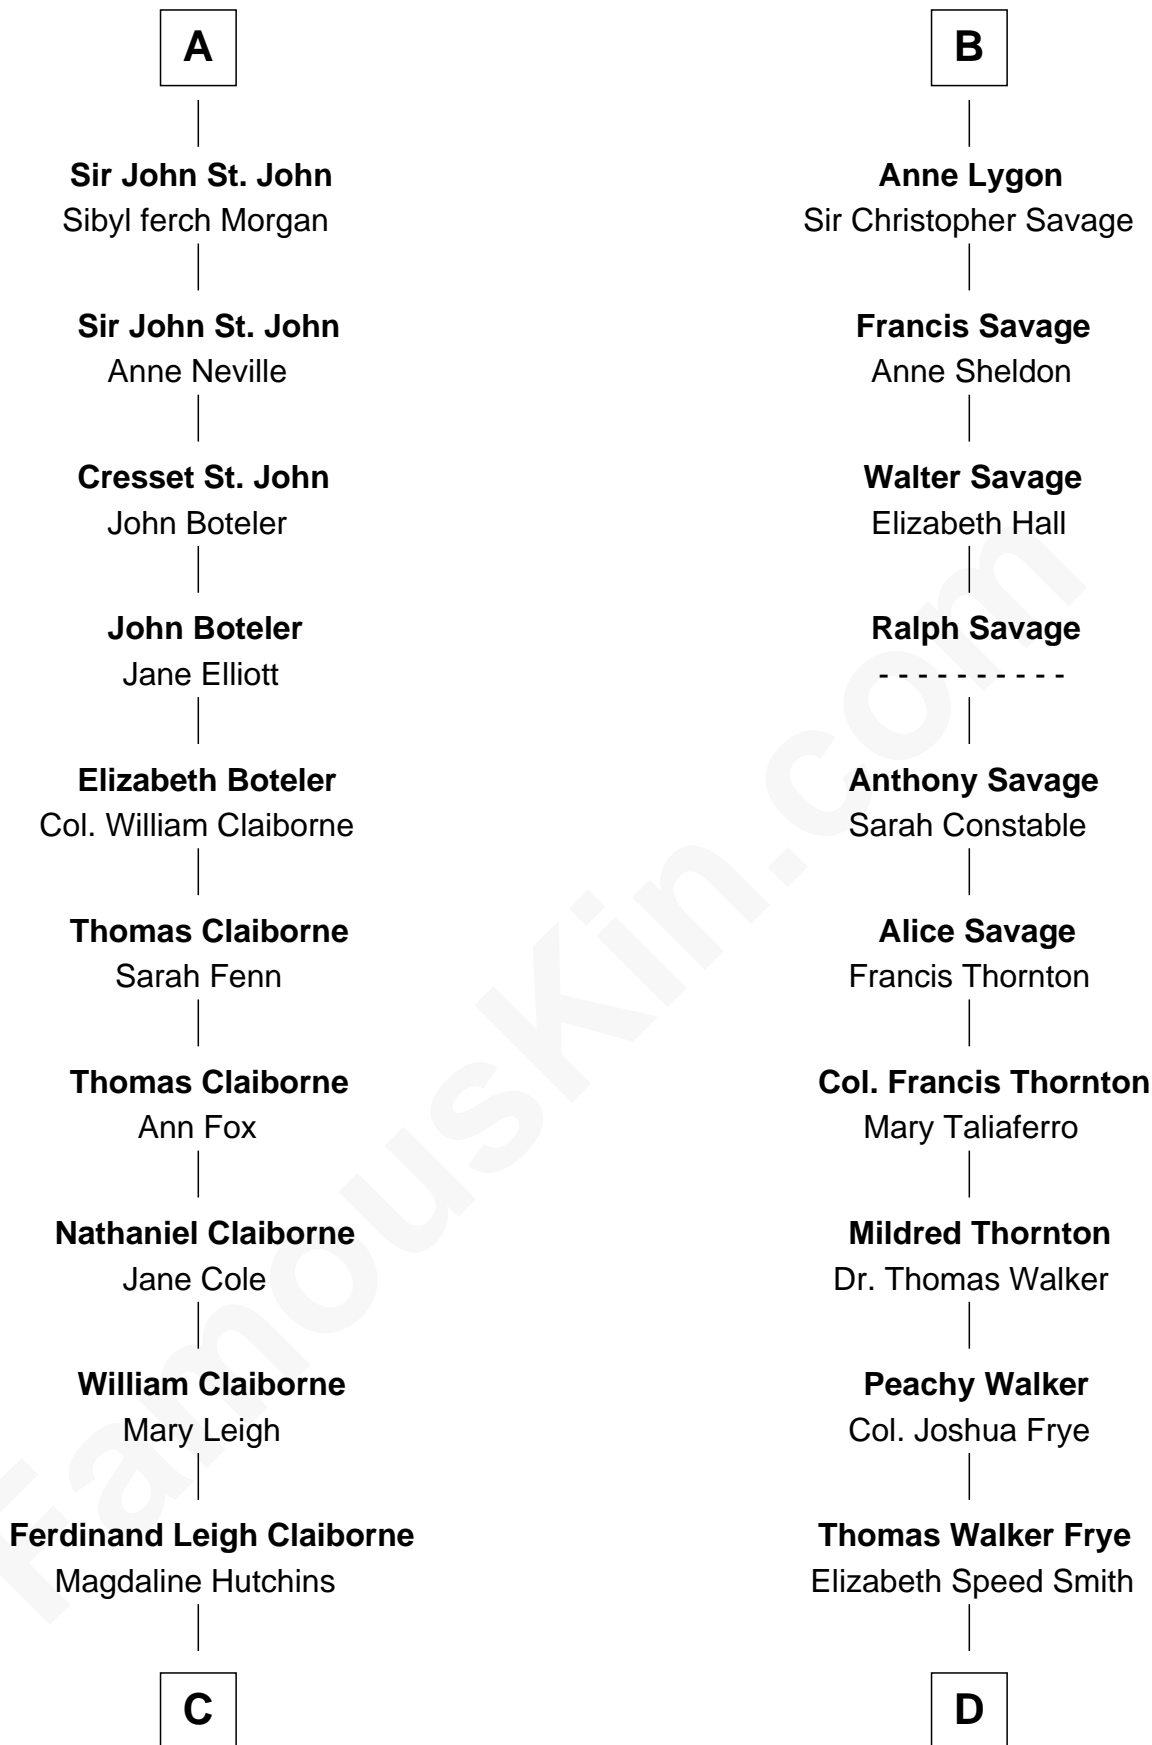 A
Sir John St. John
Sibyl ferch Morgan
Sir John St. John
Anne Neville
Cresset St. John
John Boteler
John Boteler
Jane Elliott
Elizabeth Boteler
Col. William Claiborne
Thomas Claiborne
Sarah Fenn
Thomas Claiborne
Ann Fox
Nathaniel Claiborne
Jane Cole
William Claiborne
Mary Leigh
Ferdinand Leigh Claiborne
Magdaline Hutchins
C
B
Anne Lygon
Sir Christopher Savage
Francis Savage
Anne Sheldon
Walter Savage
Elizabeth Hall
Ralph Savage
- - - - - - - - - -
Anthony Savage
Sarah Constable
Alice Savage
Francis Thornton
Col. Francis Thornton
Mary Taliaferro
Mildred Thornton
Dr. Thomas Walker
Peachy Walker
Col. Joshua Frye
Thomas Walker Frye
Elizabeth Speed Smith
D
FamousKin.com